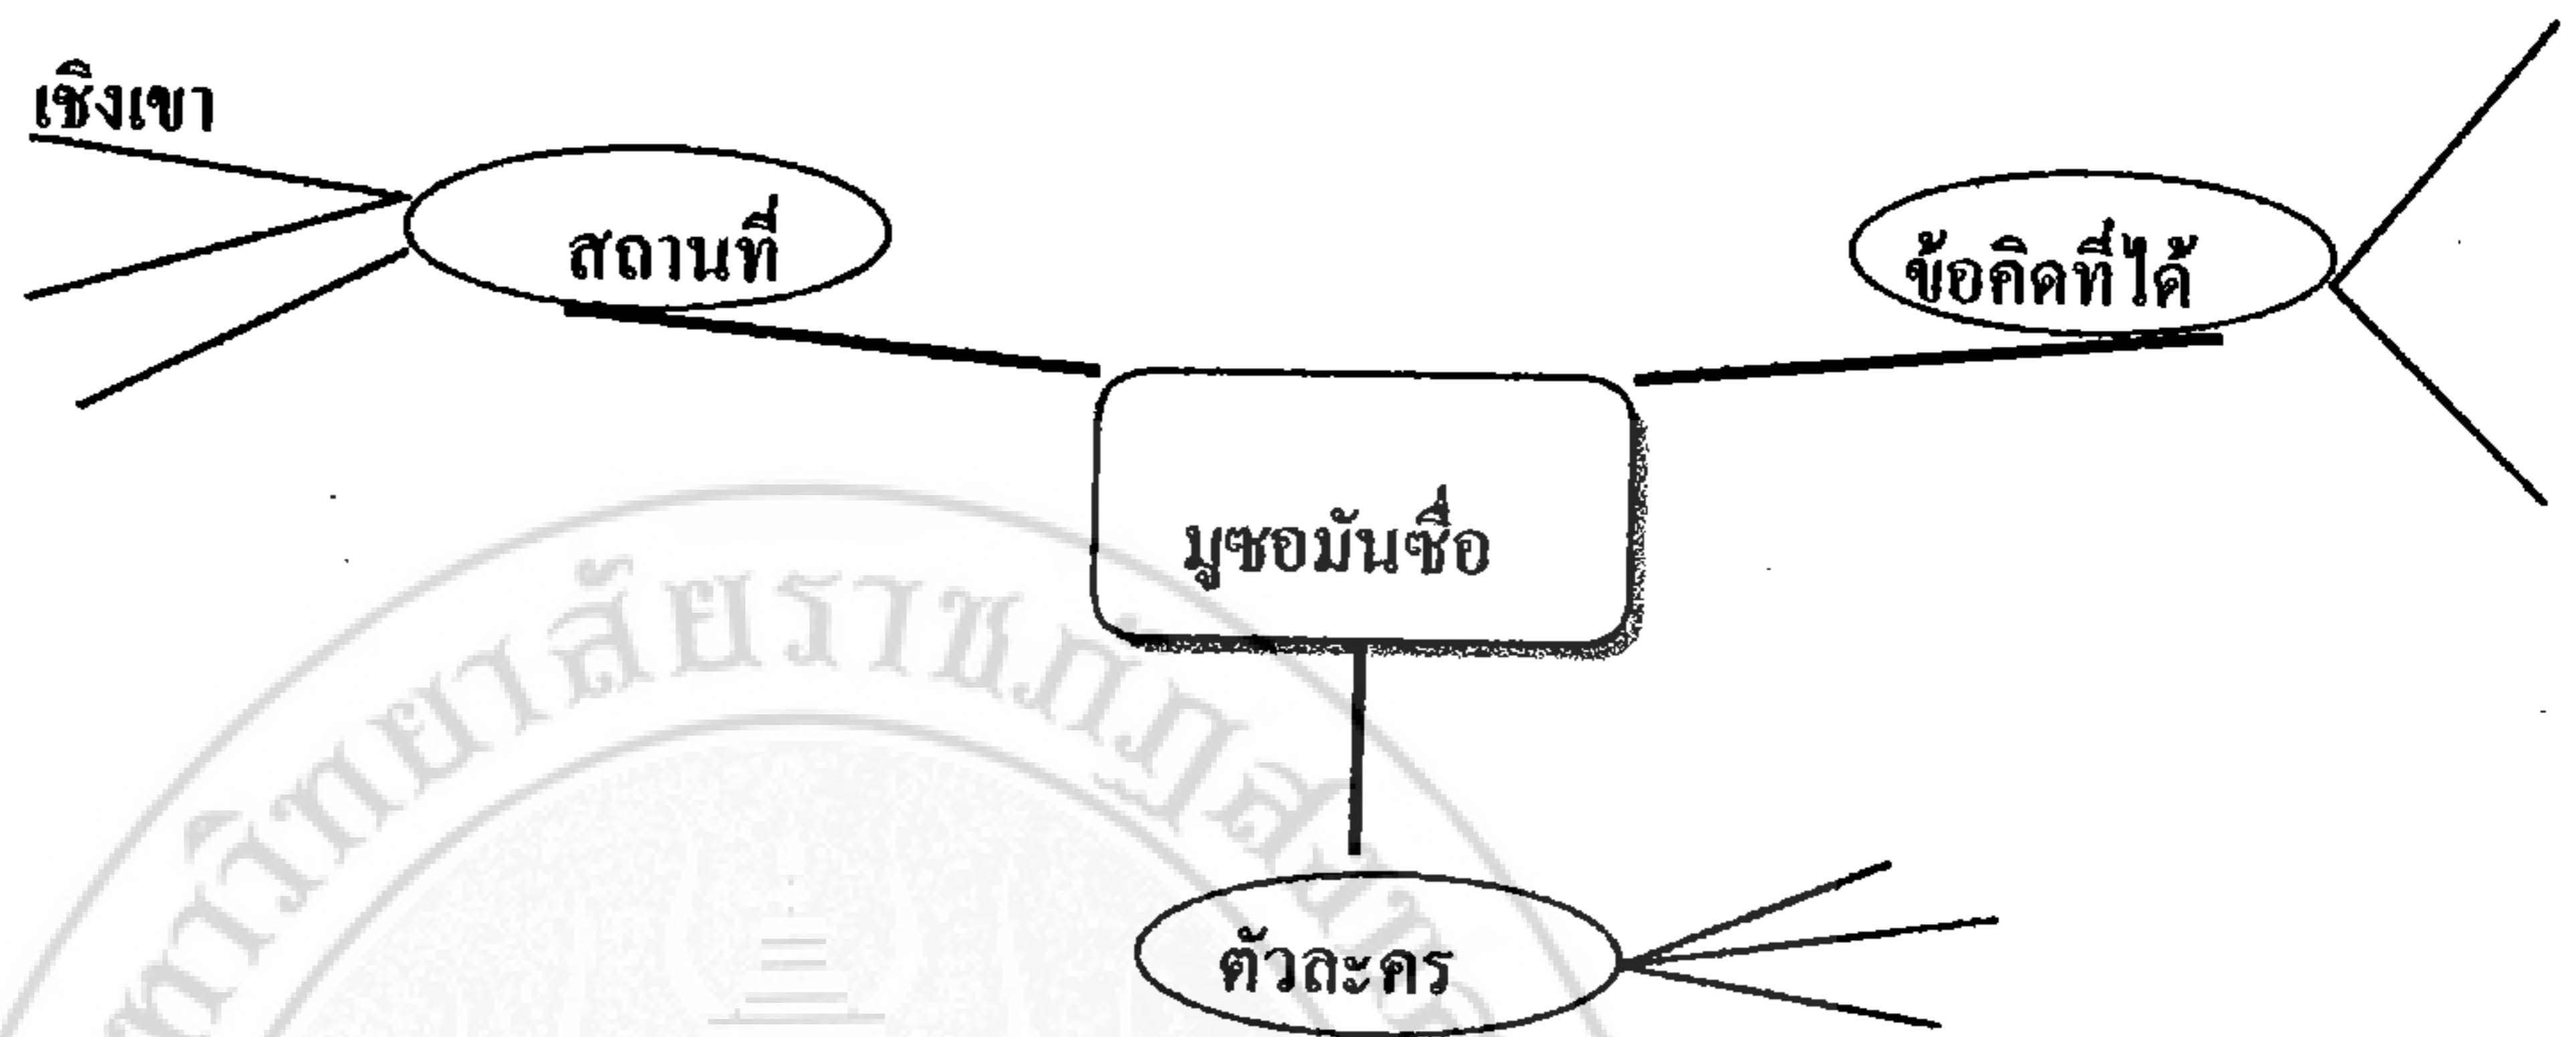 เชิงเขา
สถานที่
ข้อคิดที่ได้
มูซอมันซื่อ
ตัวละคร